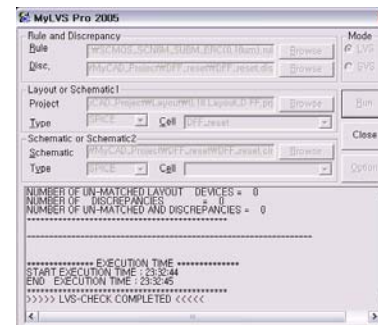 MyLVS Pro 2005
Rule and Discrepancy
Rule
Browse
Disc,
Browse
Mode
LVS
SVS
Layout or Schematic1
Project
Browse
Type SPICE Cell DFF_reset
Run
Close
Option
Schematic or Schematic2
Schematic
Browse
Type SPICE Cell
NUMBER OF UN-MATCHED LAYOUT DEVICES = 0
NUMBER OF DISCREPANCIES = 0
NUMBER OF UN-MATCHED AND DISCREPANCIES = 0
*************** EXECUTION TIME ***************
START EXECUTION TIME : 23:32:44
END EXECUTION TIME : 23:32:45
>>>>> LVS-CHECK COMPLETED <<<<<